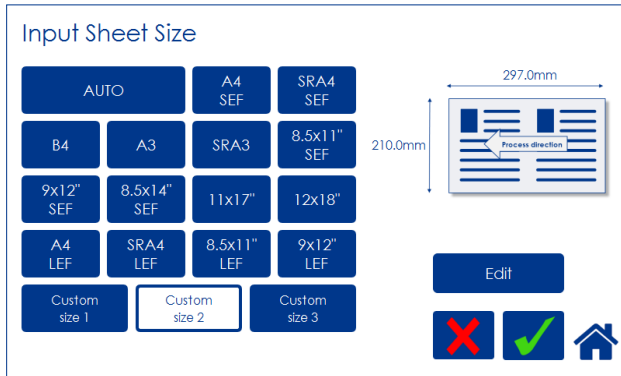 Input Sheet Size
AUTO
A4
SEF
SRA4
SEF
B4
A3
SRA3
8.5x11"
SEF
9x12"
SEF
8.5x14"
SEF
11x17"
12x18"
A4
LEF
SRA4
LEF
8.5x11"
LEF
9x12"
LEF
Custom
size 1
Custom
size 2
Custom
size 3
297.0mm
210.0mm
Process direction
Edit